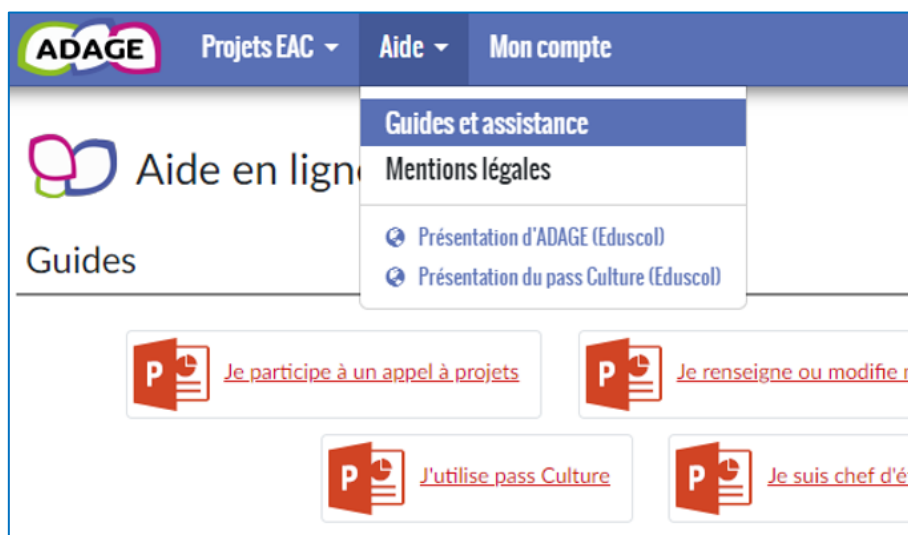 ADAGE Projets EAC Aide Mon compte
Guides et assistance
Mentions légales
Présentation d'ADAGE (Eduscol)
Présentation du pass Culture (Eduscol)
Aide en lign
Guides
Je participe à un appel à projets
Je renseigne ou modifie
J'utilise pass Culture
Je suis chef